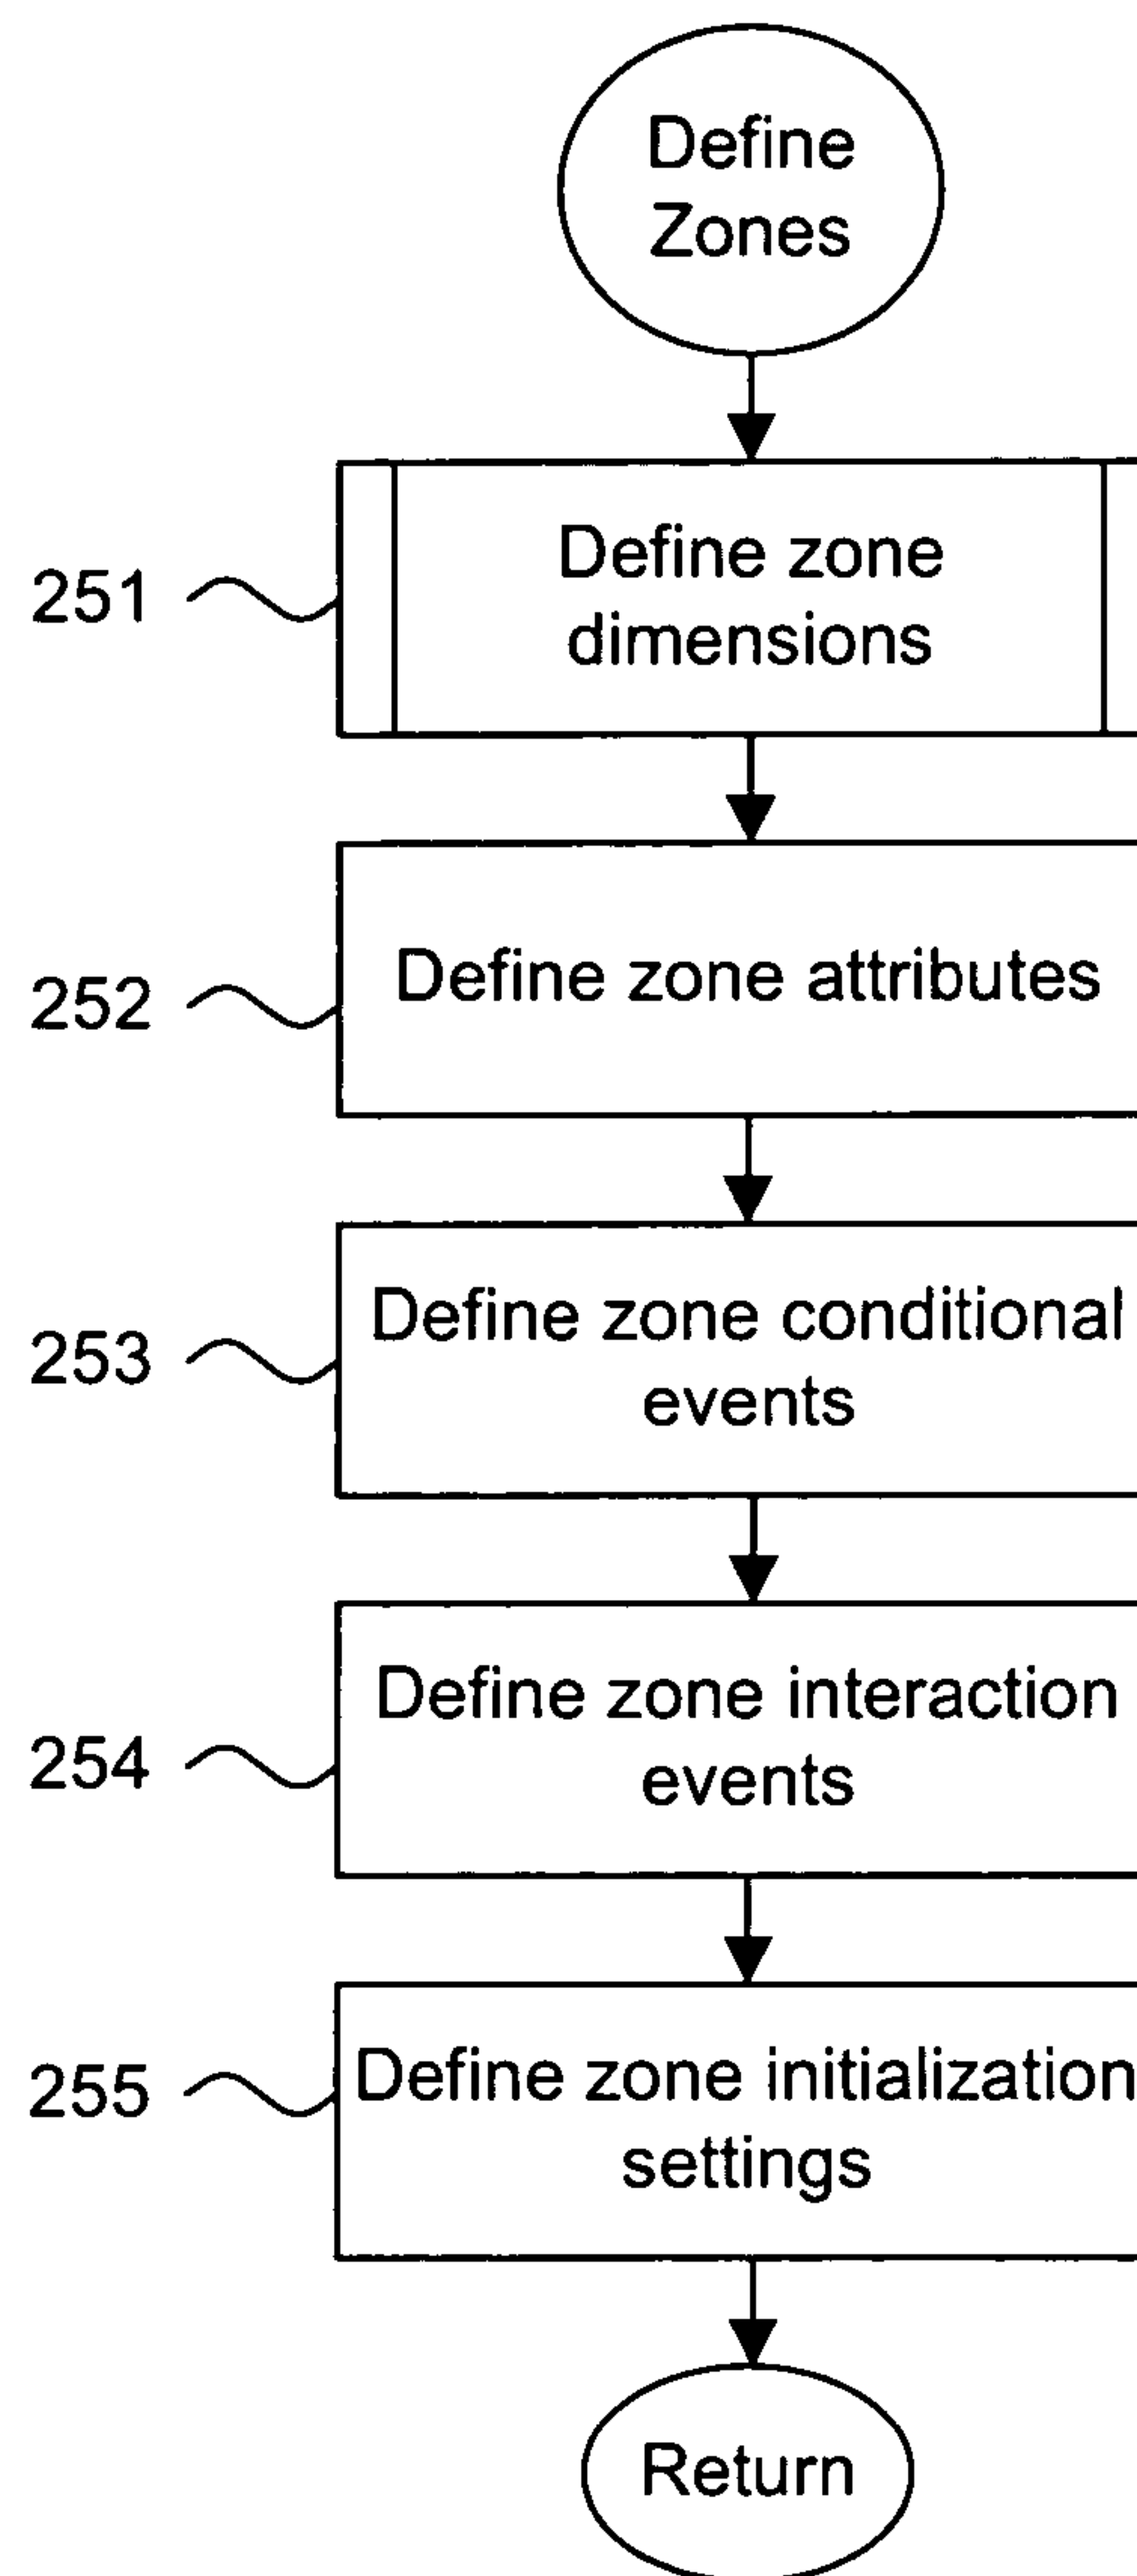 Define
Zones
251
Define zone
dimensions
252
Define zone attributes
253
Define zone conditional
events
254
Define zone interaction
events
255
Define zone initialization
settings
Return